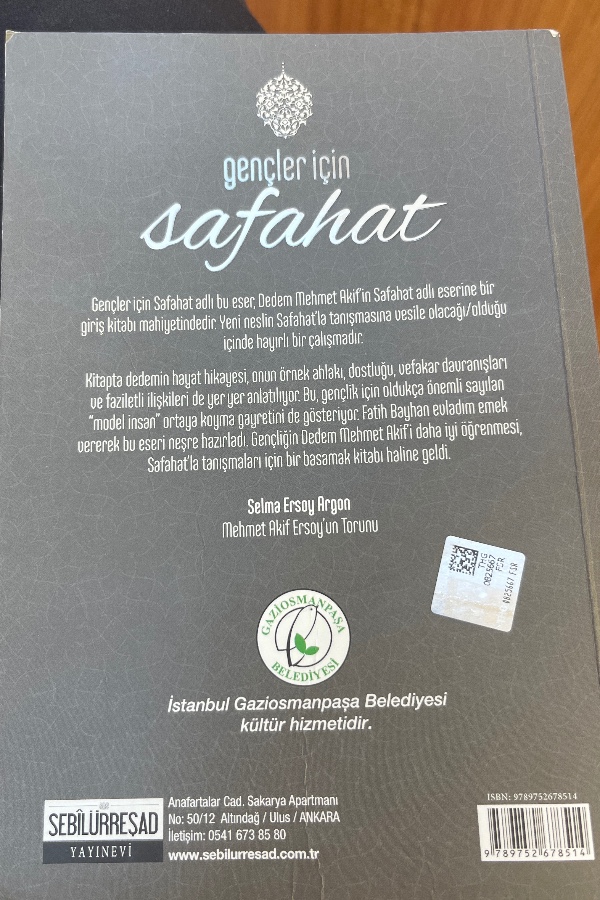 gençler için
safahat
Gençler için Safahat adlı bu eser, Dedem Mehmet Akif'in Safahat adlı eserine bir
giriş kitabı mahiyetindedir. Yeni neslin Safahat'la tanışmasına vesile olacağı/olduğu
içinde hayırlı bir çalışmadır.
Kitapta dedemin hayat hikayesi, onun örnek ahlakı, dostluğu, vefakar davranışları
ve faziletli ilişkileri de yer yer anlatılıyor. Bu, gençlik için oldukça önemli sayılan
“model insan” ortaya koyma gayretini de gösteriyor. Fatih Bayhan evladım emek
vererek bu eseri neşre hazırladı. Gençliğin Dedem Mehmet Akif'i daha iyi öğrenmesi,
Safahat'la tanışmaları için bir basamak kitabı haline geldi.
Selma Ersoy Argon
Mehmet Akif Ersoy'un Torunu
THG
0825667
FSR
0825667 FSR
GAZİOSMANPAŞA
BELEDİYESİ
İstanbul Gaziosmanpaşa Belediyesi
kültür hizmetidir.
SEBÎLÜRREŞAD
YAYINEVİ
Anafartalar Cad. Sakarya Apartmanı
No: 50/12 Altındağ / Ulus / ANKARA
İletişim: 0541 673 85 80
www.sebilurresad.com.tr
ISBN: 9789752678514
9 789752 678514